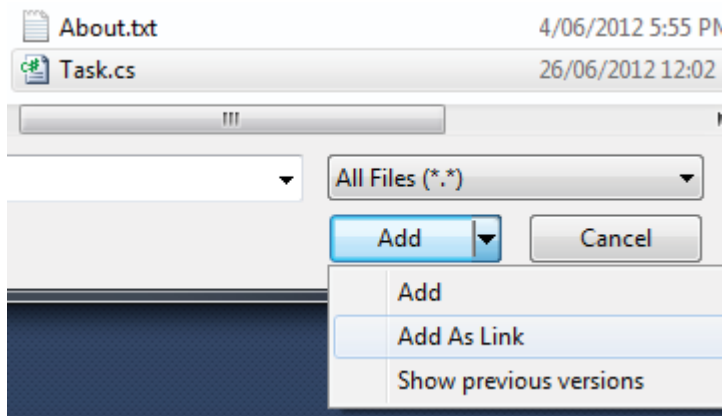 About.txt 4/06/2012 5:55 PM
Task.cs 26/06/2012 12:02
All Files (*.*)
Add Cancel
Add
Add As Link
Show previous versions